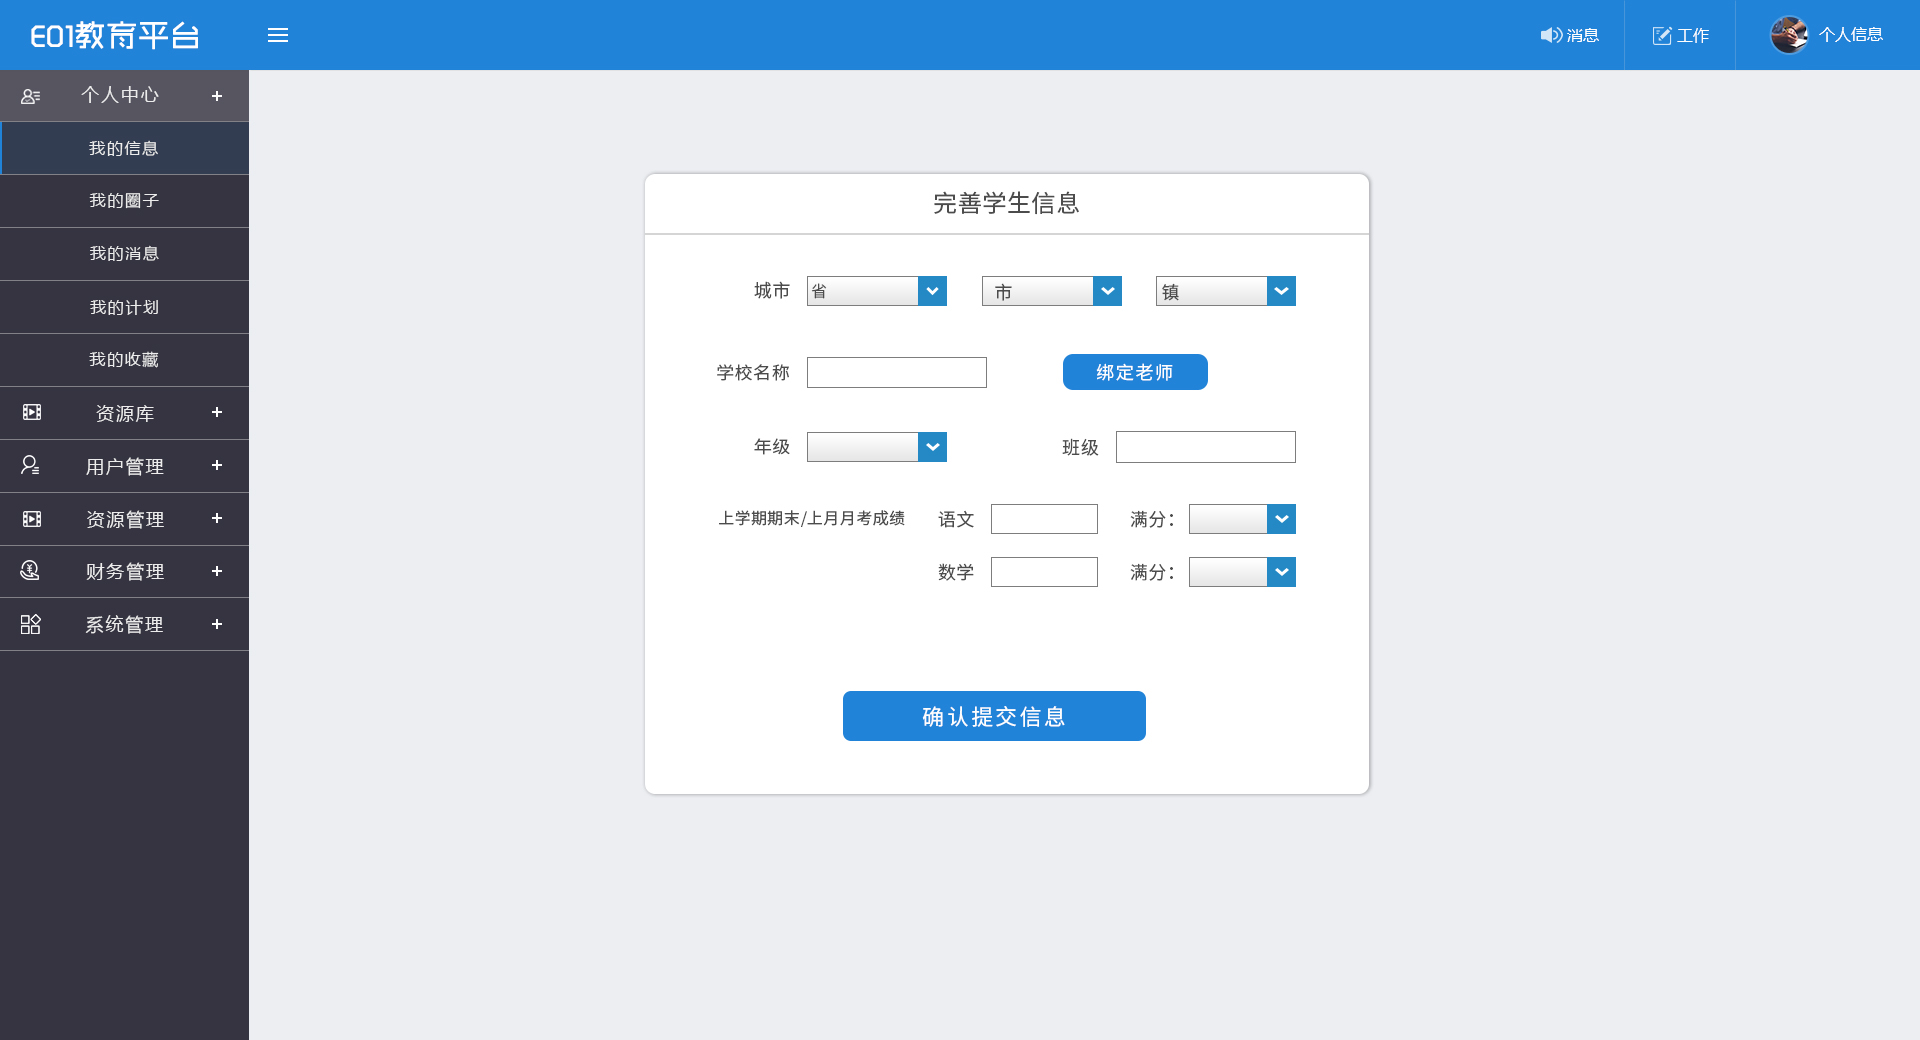 E01教育平台
消息
工作
个人信息
个人中心
我的信息
我的圈子
我的消息
我的计划
我的收藏
资源库
用户管理
资源管理
财务管理
系统管理
完善学生信息
城市 省 市 镇
学校名称 绑定老师
年级 班级
上学期期末/上月月考成绩 语文 满分：
数学 满分：
确认提交信息